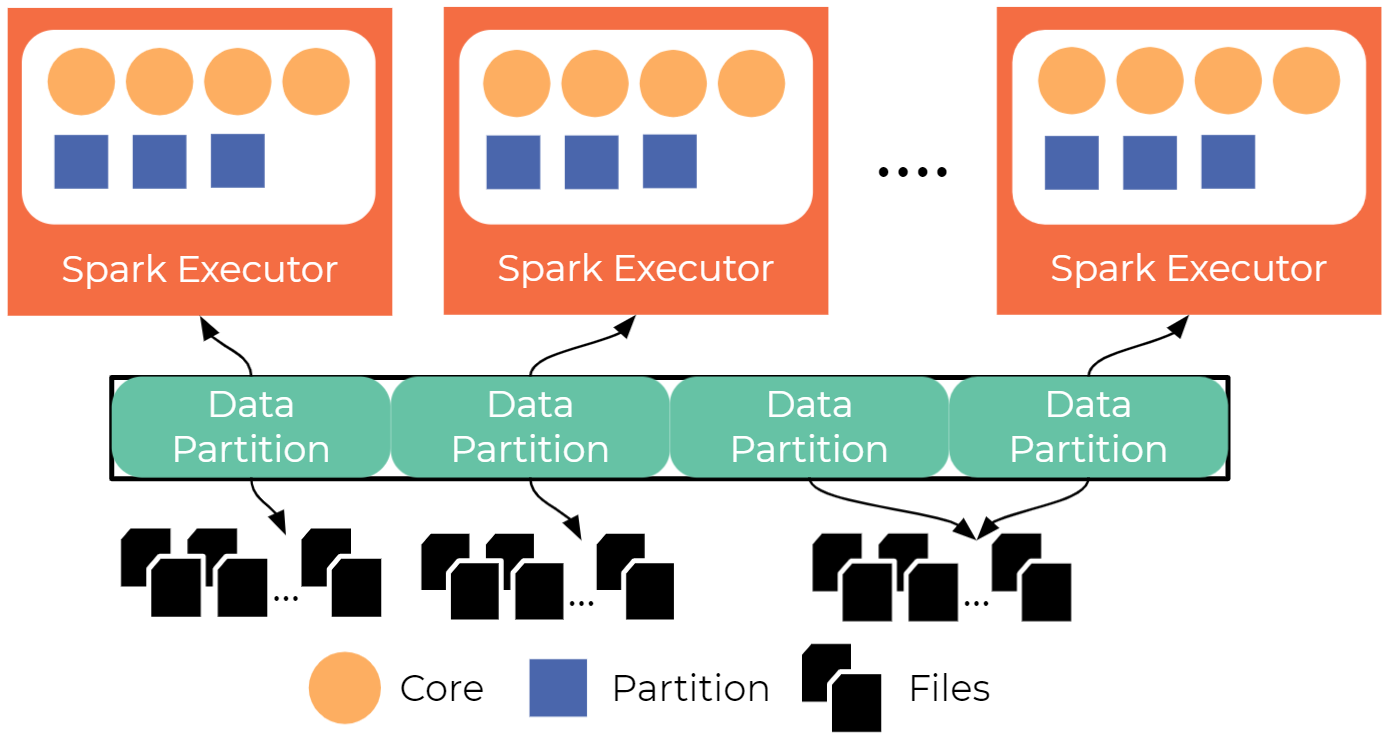 Spark Executor
Spark Executor
....
Spark Executor
Data
Partition
Data
Partition
Data
Partition
Data
Partition
...
...
...
Core
Partition
Files